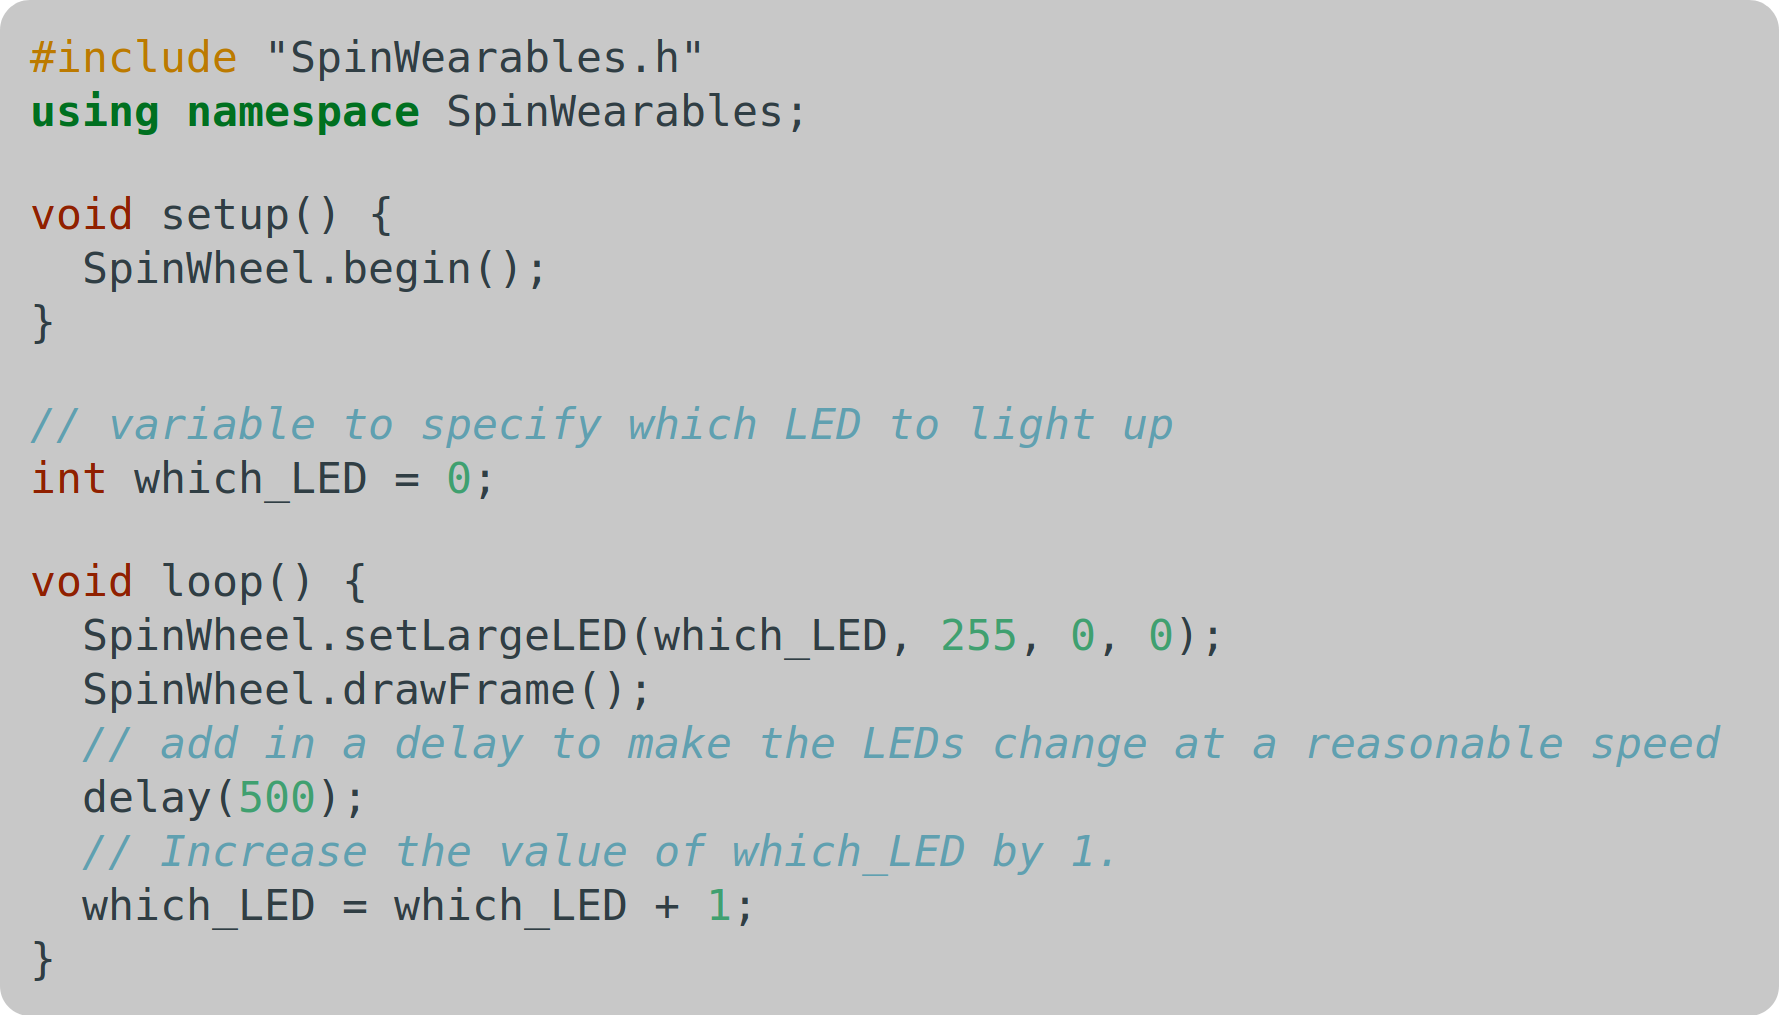 #include "SpinWearables.h"
using namespace SpinWearables;

void setup() {
  SpinWheel.begin();
}

// variable to specify which LED to light up
int which_LED = 0;

void loop() {
  SpinWheel.setLargeLED(which_LED, 255, 0, 0);
  SpinWheel.drawFrame();
  // add in a delay to make the LEDs change at a reasonable speed
  delay(500);
  // Increase the value of which_LED by 1.
  which_LED = which_LED + 1;
}